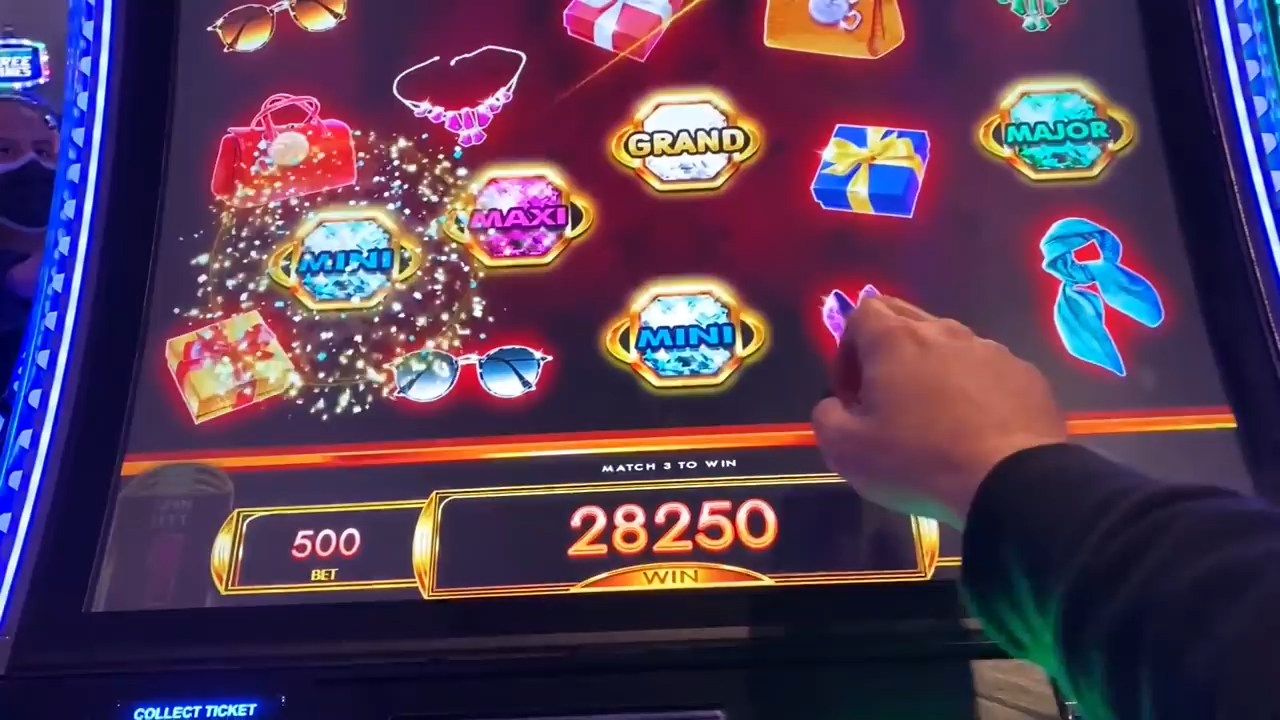 GRAND
MAJOR
MAXI
MINI
MINI
MATCH 3 TO WIN
500
BET
28250
WIN
COLLECT TICKET